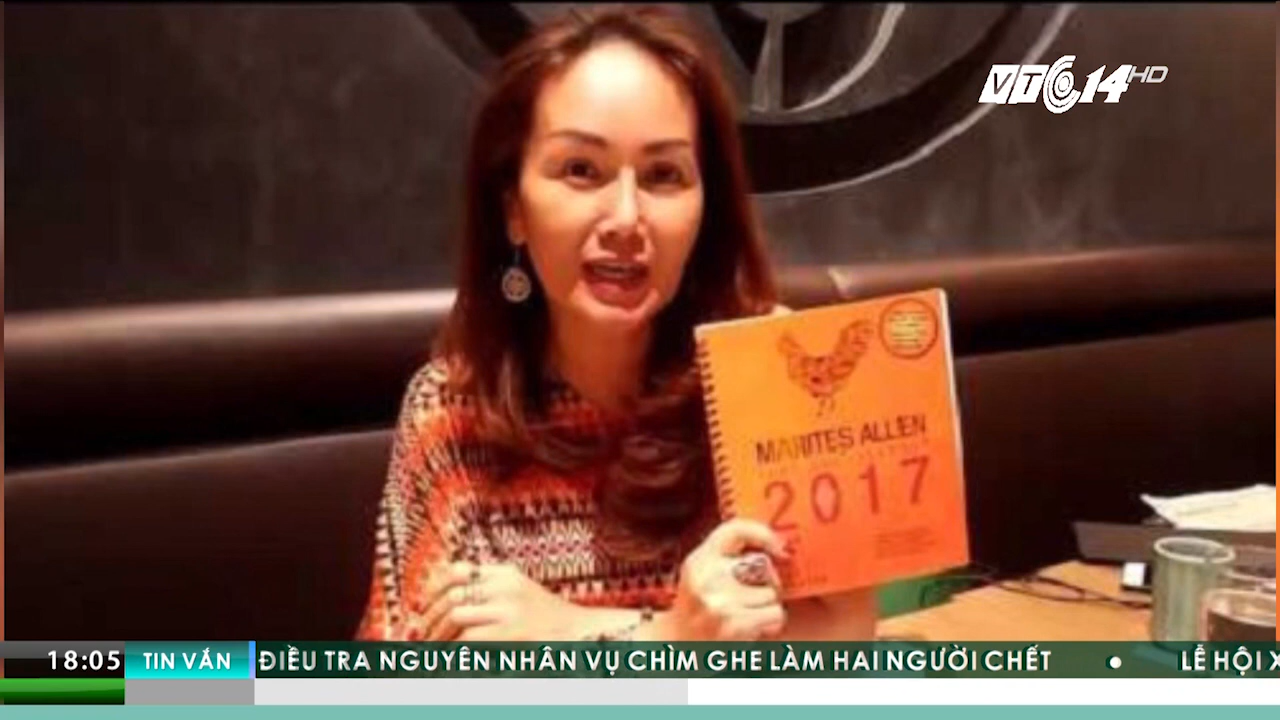 VTC14 HD
MARITES ALLEN
2017
18:05 TIN VẮN ĐIỀU TRA NGUYÊN NHÂN VỤ CHÌM GHE LÀM HAI NGƯỜI CHẾT • LỄ HỘI X